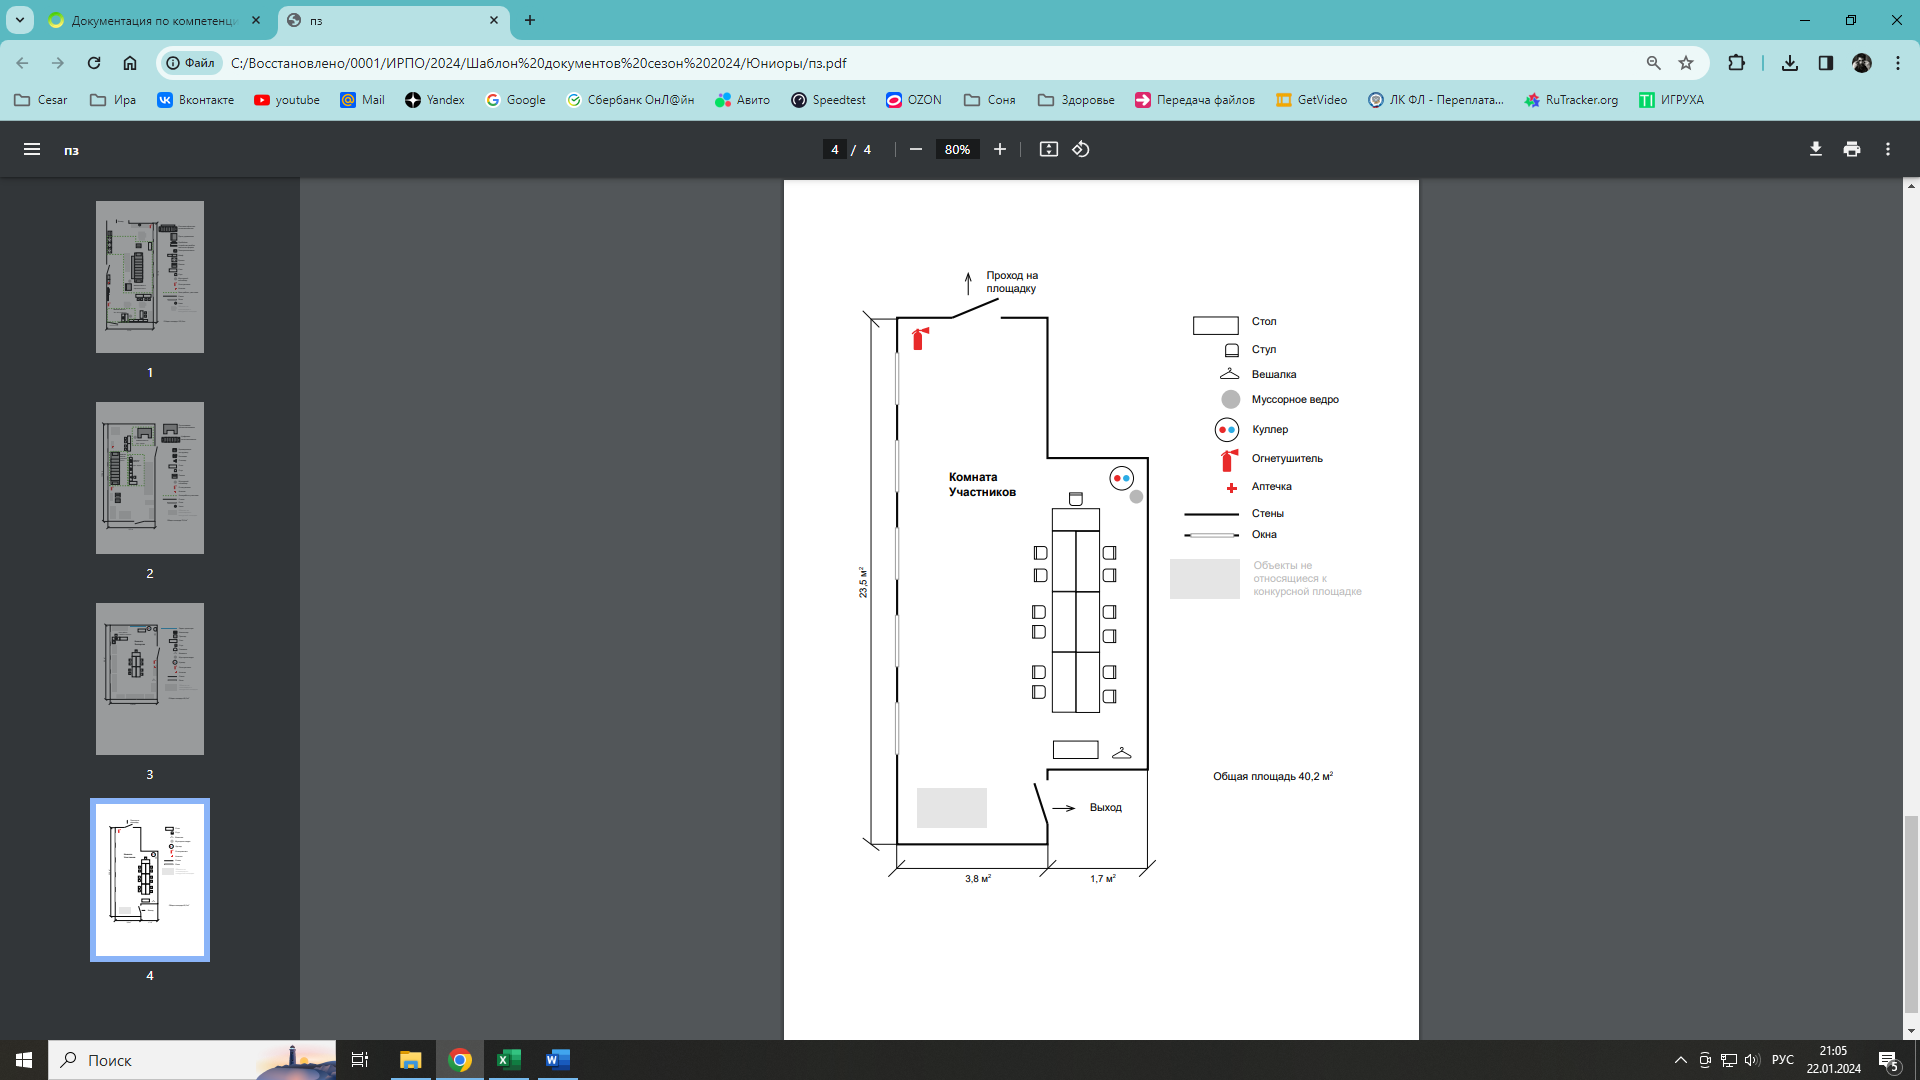 Документация по компетенци
пз
Файл
C:/Восстановлено/0001/ИРПО/2024/Шаблон%20документов%20сезон%202024/Юниоры/пз.pdf
Cesar
Ира
Вконтакте
youtube
Mail
Yandex
Google
Сбербанк ОнЛ@йн
Авито
Speedtest
OZON
Соня
Здоровье
Передача файлов
GetVideo
ЛК ФЛ - Переплата...
RuTracker.org
ИГРУХА
пз
4 / 4
80%
1
2
3
4
Проход на
площадку
Комната
Участников
23,5 м²
3,8 м²
1,7 м²
Выход
Стол
Стул
Вешалка
Муссорное ведро
Куллер
Огнетушитель
Аптечка
Стены
Окна
Объекты не
относящиеся к
конкурсной площадке
Общая площадь 40,2 м²
Поиск
РУС
21:05
22.01.2024
5